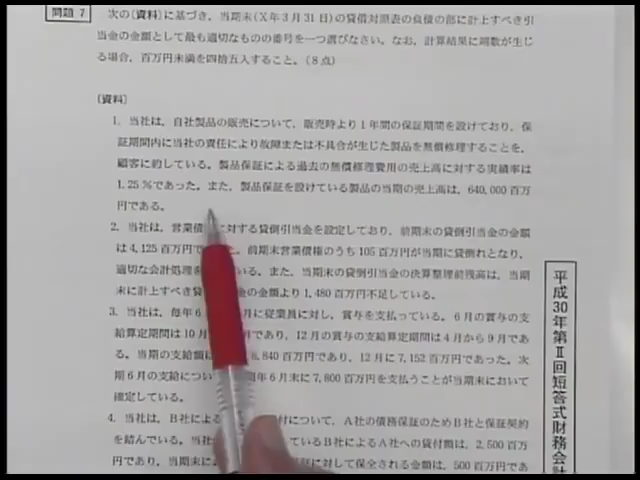 問題 7
次の【資料】に基づき、当期末(X年3月31日)の貸借対照表の負債の部に計上すべき引
当金の金額として最も適切なものの番号を一つ選びなさい。なお、計算結果に端数が生じ
る場合、百万円未満を四捨五入すること。(8点)
【資料】
1. 当社は、自社製品の販売について、販売時より1年間の保証期間を設けており、保
証期間内に当社の責任により故障または不具合が生じた製品を無償修理することを、
顧客に約している。製品保証による過去の無償修理費用の売上高に対する実績率は
1.25%であった。また、製品保証を設けている製品の当期の売上高は、640,000百万
円である。
2. 当社は、営業債 に対する貸倒引当金を設定しており、前期末の貸倒引当金の金額
は4,125百万円で た。前期末営業債権のうち105百万円が当期に貸倒れとなり、
適切な会計処理を ている。また、当期末の貸倒引当金の決算整理前残高は、当期
末に計上すべき貸 金の金額より1,480百万円不足している。
3. 当社は、毎年6 月に従業員に対し、賞与を支払っている。6月の賞与の支
給算定期間は10月 月であり、12月の賞与の支給算定期間は4月から9月であ
る。当期の支給額は ,840百万円であり、12月に7,152百万円であった。次
期6月の支給につい 年6月末に7,800百万円を支払うことが当期末において
確定している。
4. 当社は、B社による 付について、A社の債務保証のためB社と保証契約
を結んでいる。当社 ているB社によるA社への貸付額は、2,500百
万円であり、当期末に 証に対して保全される金額は、500百万円であ
平成30年第Ⅱ回短答式財務会計